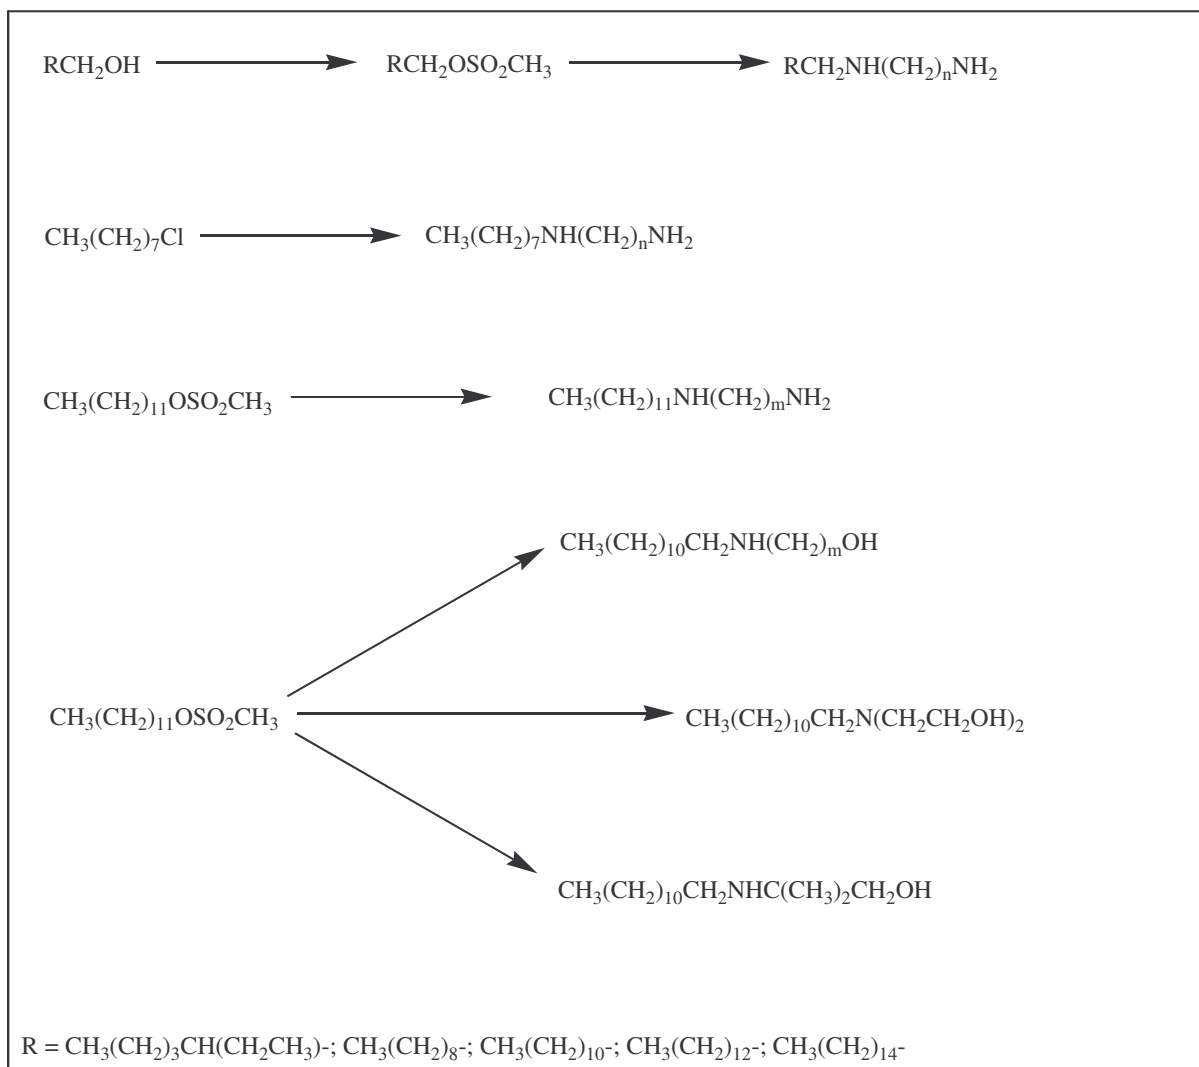 RCH₂OH RCH₂OSO₂CH₃ RCH₂NH(CH₂)ₙNH₂
CH₃(CH₂)₇Cl CH₃(CH₂)₇NH(CH₂)ₙNH₂
CH₃(CH₂)₁₁OSO₂CH₃ CH₃(CH₂)₁₁NH(CH₂)ₘNH₂
CH₃(CH₂)₁₀CH₂NH(CH₂)ₘOH
CH₃(CH₂)₁₁OSO₂CH₃ CH₃(CH₂)₁₀CH₂N(CH₂CH₂OH)₂
CH₃(CH₂)₁₀CH₂NHC(CH₃)₂CH₂OH
R = CH₃(CH₂)₃CH(CH₂CH₃)-; CH₃(CH₂)₈-; CH₃(CH₂)₁₀-; CH₃(CH₂)₁₂-; CH₃(CH₂)₁₄-